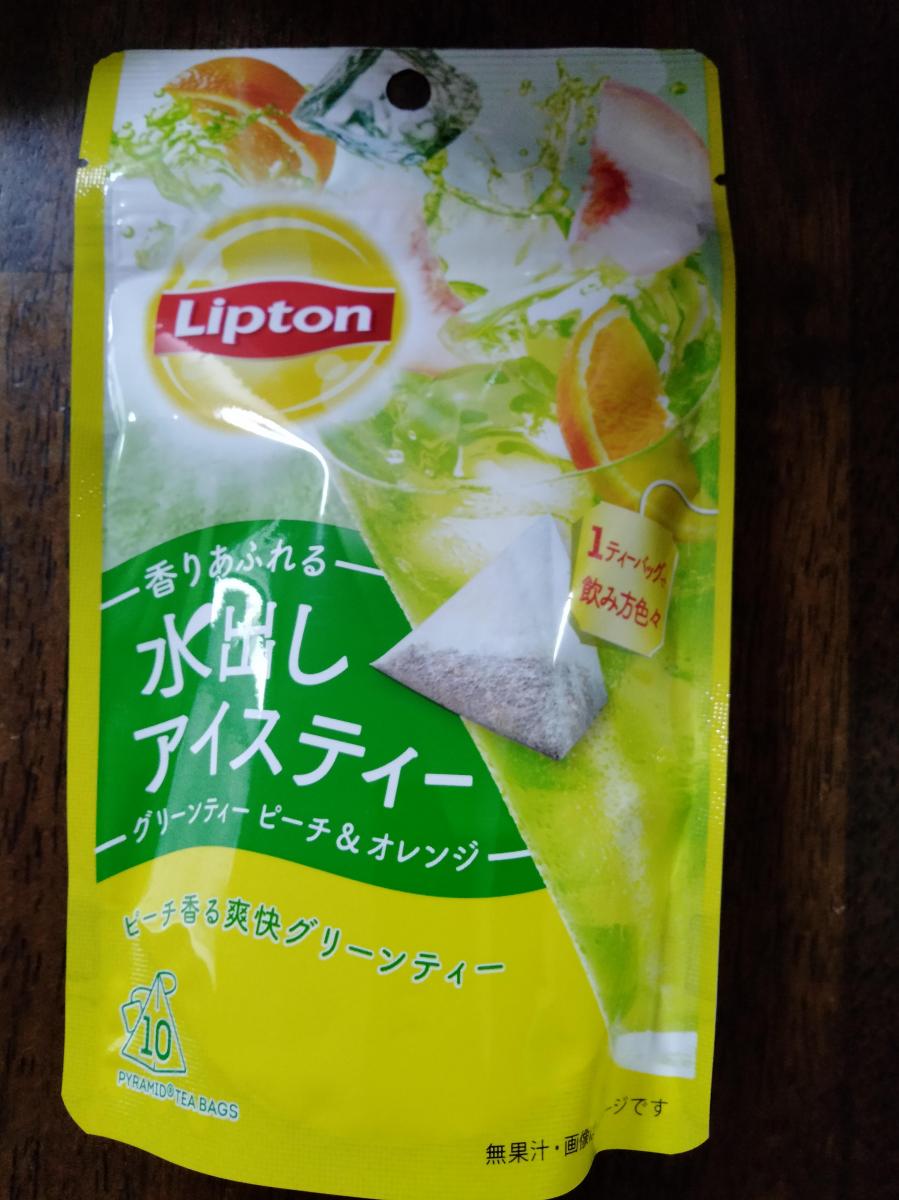 Lipton
1ティーバッグで
飲み方色々
香りあふれる
水出し
アイスティー
グリーンティー ピーチ&オレンジ
ピーチ香る爽快グリーンティー
10
PYRAMID® TEA BAGS
無果汁・画像
ージです